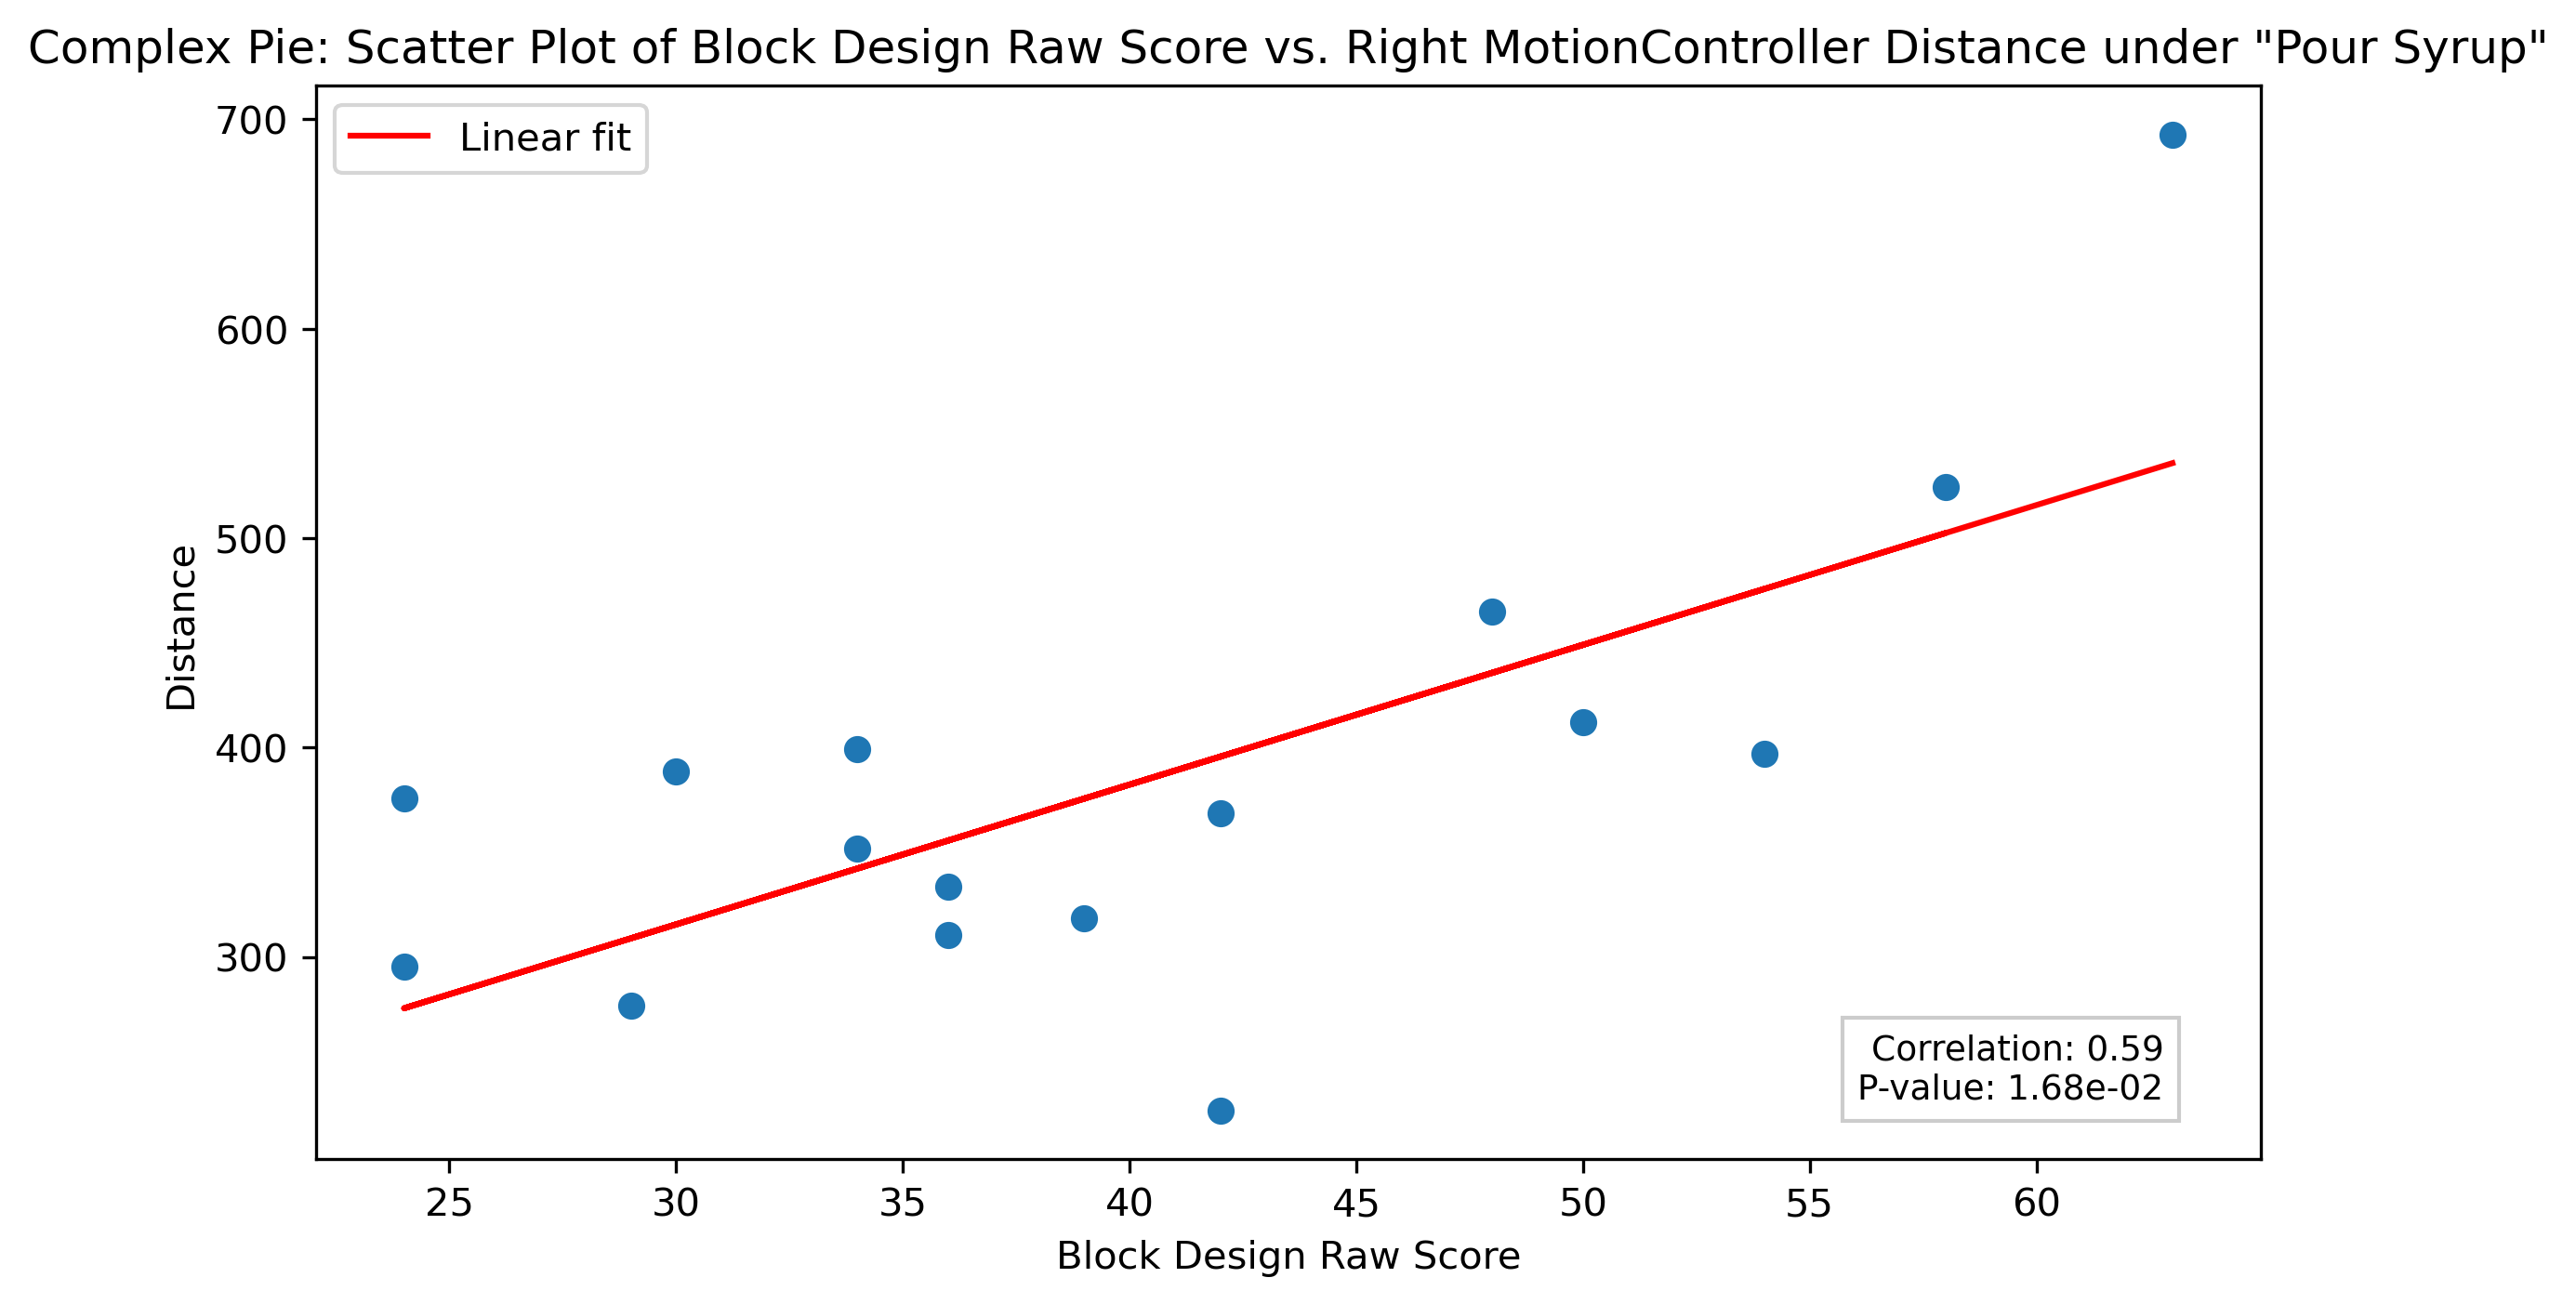 Complex Pie: Scatter Plot of Block Design Raw Score vs. Right MotionController Distance under "Pour Syrup"
Linear fit
700
600
500
400
300
Distance
25 30 35 40 45 50 55 60
Block Design Raw Score
Correlation: 0.59
P-value: 1.68e-02